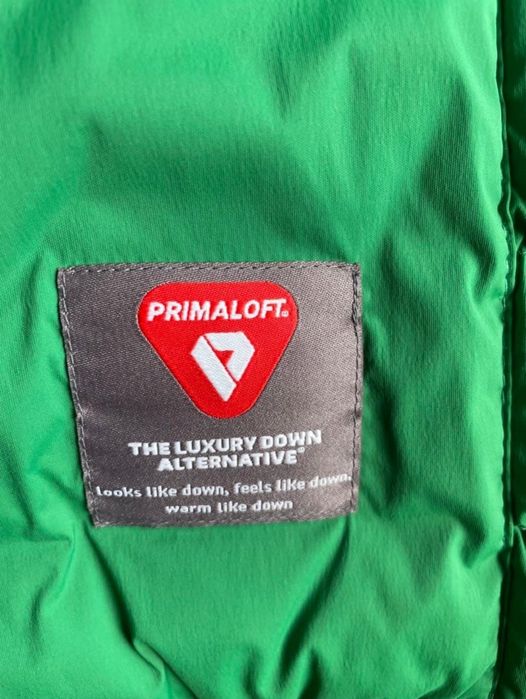 PRIMALOFT®
THE LUXURY DOWN
ALTERNATIVE®
looks like down, feels like down,
warm like down